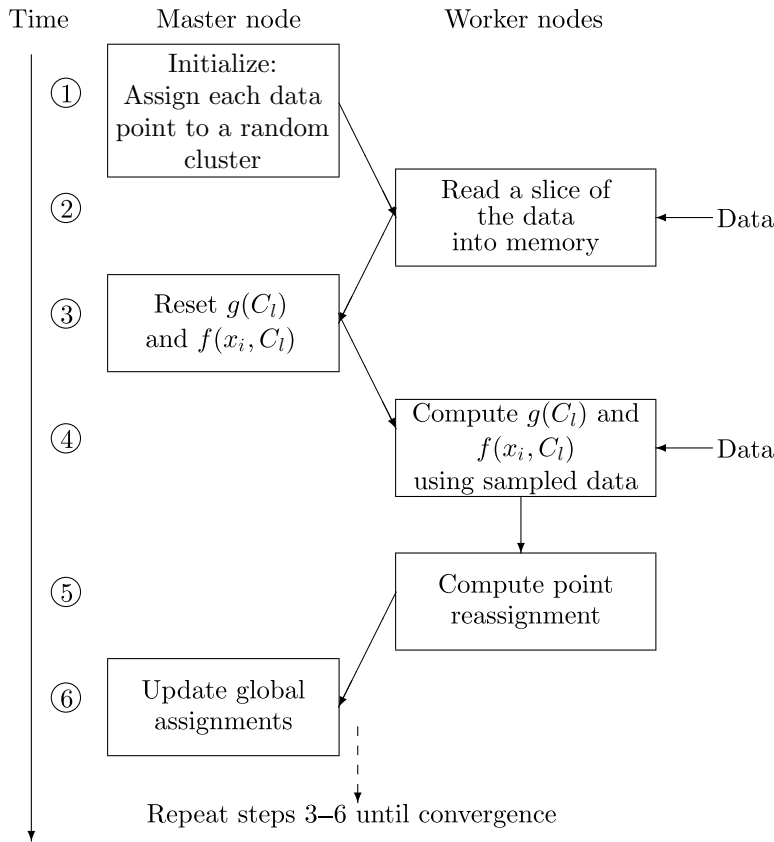 Time
Master node
Worker nodes
①
Initialize:
Assign each data
point to a random
cluster
②
Read a slice of
the data
into memory
Data
③
Reset g(C_l)
and f(x_i, C_l)
④
Compute g(C_l) and
f(x_i, C_l)
using sampled data
Data
⑤
Compute point
reassignment
⑥
Update global
assignments
Repeat steps 3–6 until convergence